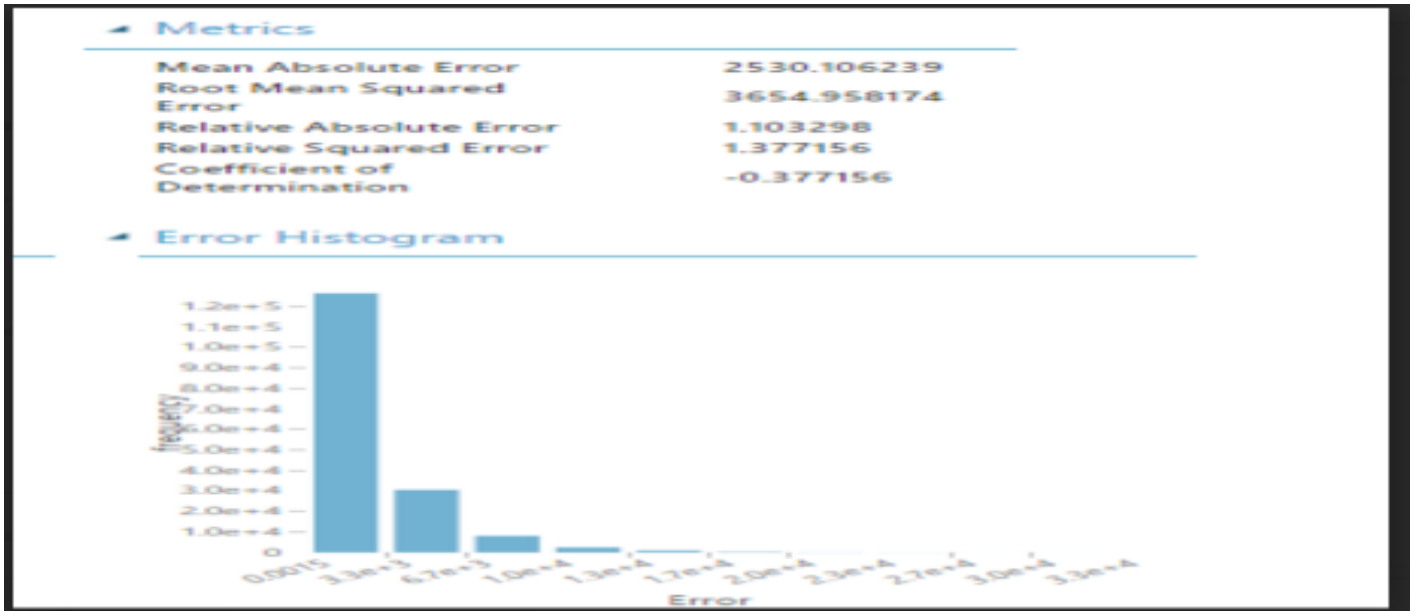 Metrics
Mean Absolute Error 2530.106239
Root Mean Squared
Error 3654.958174
Relative Absolute Error 1.103298
Relative Squared Error 1.377156
Coefficient of
Determination -0.377156
Error Histogram
1.2e+5
1.1e+5
1.0e+5
9.0e+4
8.0e+4
7.0e+4
6.0e+4
5.0e+4
4.0e+4
3.0e+4
2.0e+4
1.0e+4
0
frequency
0.0015 3.3e+3 6.7e+3 1.0e+4 1.3e+4 1.7e+4 2.0e+4 2.3e+4 2.7e+4 3.0e+4 3.3e+4
Error